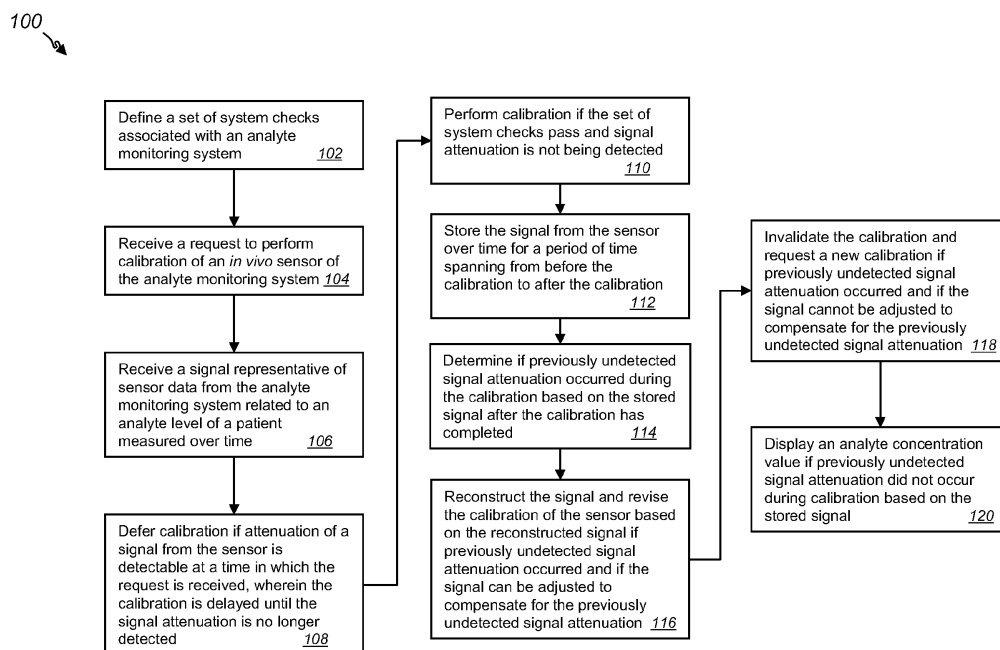 100
Define a set of system checks
associated with an analyte
monitoring system 102
Receive a request to perform
calibration of an in vivo sensor
of the analyte monitoring system 104
Receive a signal representative of
sensor data from the analyte
monitoring system related to an
analyte level of a patient
measured over time 106
Defer calibration if attenuation of a
signal from the sensor is
detectable at a time in which the
request is received, wherein the
calibration is delayed until the
signal attenuation is no longer
detected 108
Perform calibration if the set of
system checks pass and signal
attenuation is not being detected
110
Store the signal from the sensor
over time for a period of time
spanning from before the
calibration to after the calibration
112
Determine if previously undetected
signal attenuation occurred during
the calibration based on the stored
signal after the calibration has
completed 114
Reconstruct the signal and revise
the calibration of the sensor based
on the reconstructed signal if
previously undetected signal
attenuation occurred and if the
signal can be adjusted to
compensate for the previously
undetected signal attenuation 116
Invalidate the calibration and
request a new calibration if
previously undetected signal
attenuation occurred and if the
signal cannot be adjusted to
compensate for the previously
undetected signal attenuation 118
Display an analyte concentration
value if previously undetected
signal attenuation did not occur
during calibration based on the
stored signal 120